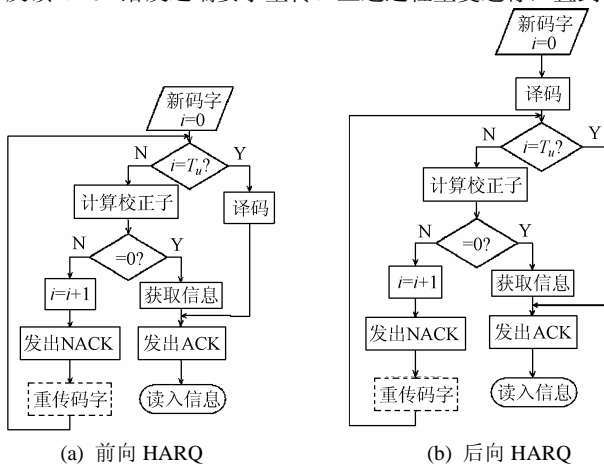 新码字
i=0
N
i=Tu?
Y
计算校正子
译码
N
=0?
Y
i=i+1
获取信息
发出NACK
发出ACK
重传码字
读入信息
(a) 前向 HARQ
新码字
i=0
译码
N
i=Tu?
Y
计算校正子
N
=0?
Y
i=i+1
获取信息
发出NACK
发出ACK
重传码字
读入信息
(b) 后向 HARQ